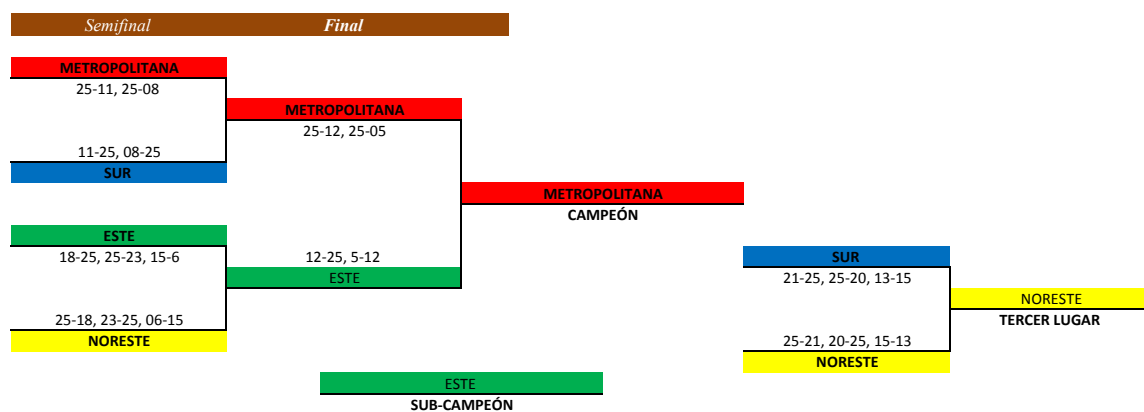 Semifinal Final
METROPOLITANA
25-11, 25-08
METROPOLITANA
25-12, 25-05
11-25, 08-25
SUR
METROPOLITANA
CAMPEÓN
ESTE
18-25, 25-23, 15-6
12-25, 5-12
ESTE
SUR
21-25, 25-20, 13-15
NORESTE
TERCER LUGAR
25-18, 23-25, 06-15
NORESTE
25-21, 20-25, 15-13
NORESTE
ESTE
SUB-CAMPEÓN